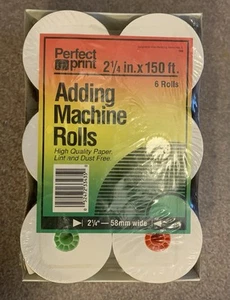 Perfect
print
2¼ in. x 150 ft.
6 Rolls
Adding
Machine
Rolls
High Quality Paper,
Lint and Dust Free
2¼" – 58mm wide